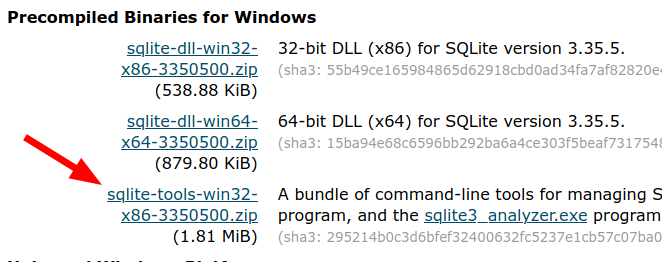 Precompiled Binaries for Windows
sqlite-dll-win32-
x86-3350500.zip
(538.88 KiB)
32-bit DLL (x86) for SQLite version 3.35.5.
(sha3: 55b49ce165984865d62918cbd0ad34fa7af82820e4
sqlite-dll-win64-
x64-3350500.zip
(879.80 KiB)
64-bit DLL (x64) for SQLite version 3.35.5.
(sha3: 15ba94e68c6596bb292ba6a4ce303f5beaf7317548
sqlite-tools-win32-
x86-3350500.zip
(1.81 MiB)
A bundle of command-line tools for managing S
program, and the sqlite3_analyzer.exe program
(sha3: 295214b0c3d6bfef32400632fc5237e1cb57c07ba0